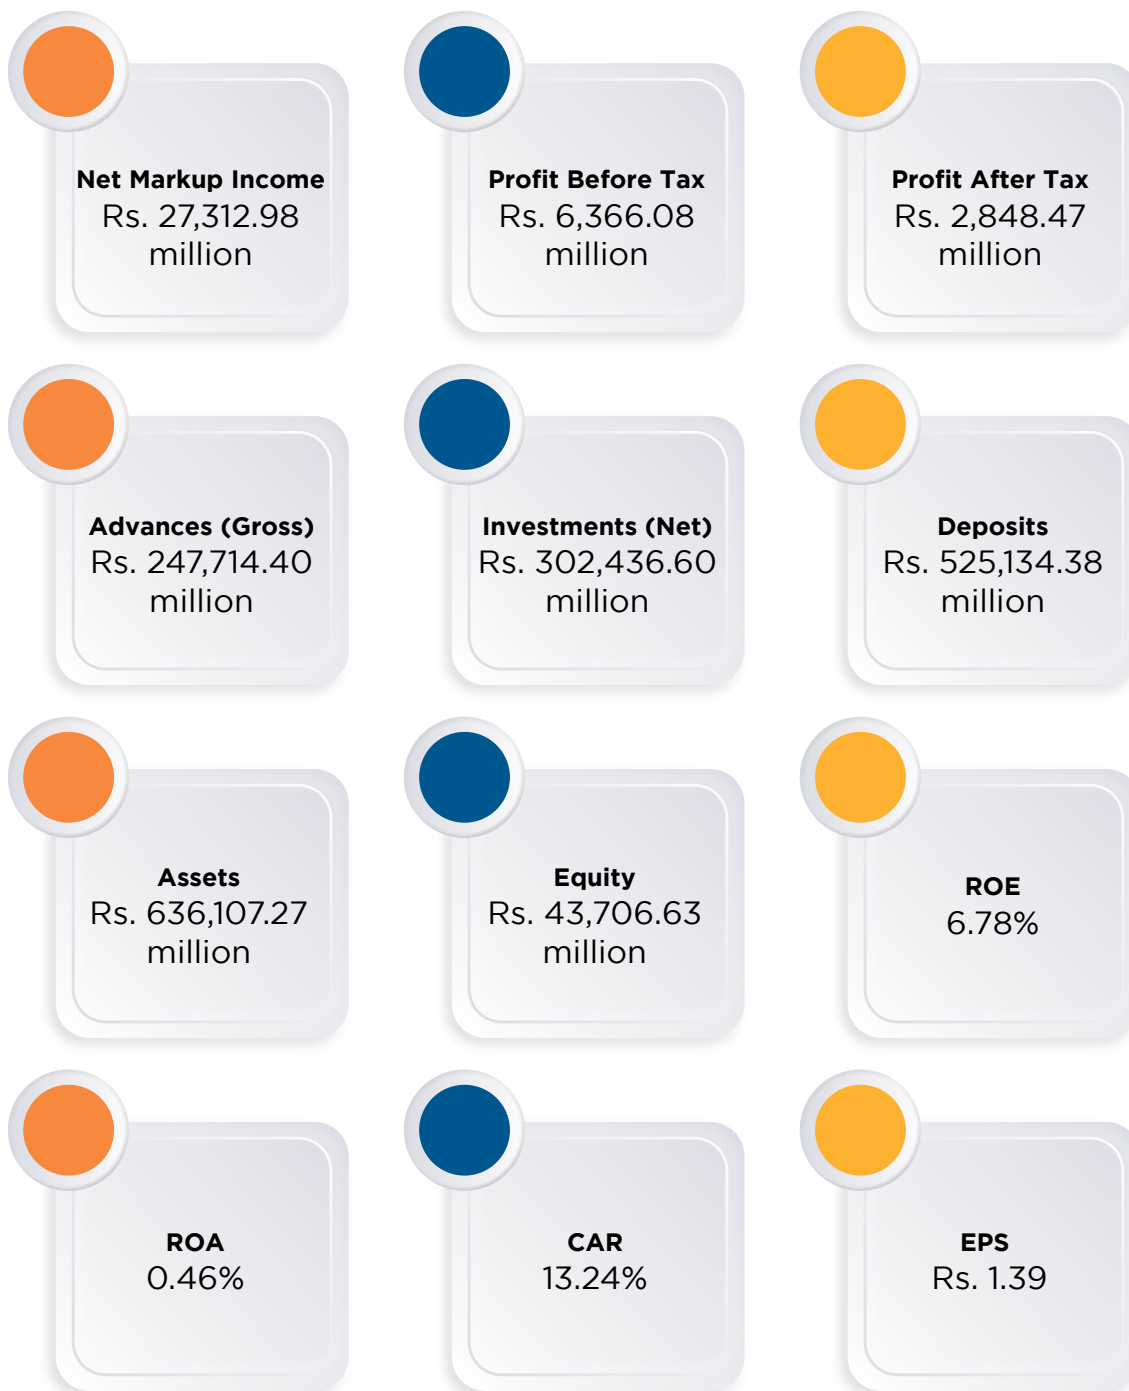 Net Markup Income
Rs. 27,312.98
million
Profit Before Tax
Rs. 6,366.08
million
Profit After Tax
Rs. 2,848.47
million
Advances (Gross)
Rs. 247,714.40
million
Investments (Net)
Rs. 302,436.60
million
Deposits
Rs. 525,134.38
million
Assets
Rs. 636,107.27
million
Equity
Rs. 43,706.63
million
ROE
6.78%
ROA
0.46%
CAR
13.24%
EPS
Rs. 1.39